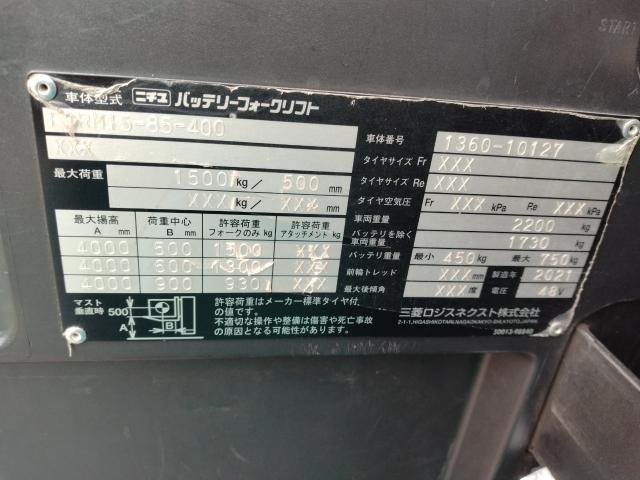 START
車体型式 ニチユ バッテリーフォークリフト
RM15-85-400
XXX
車体番号 1360-10127
最大荷重 1500 kg / 500 mm
XXX kg / XXX mm
タイヤサイズ Fr XXX
タイヤサイズ Re XXX
タイヤ空気圧 Fr XXX kPa Re XXX kPa
車両重量 2200 kg
バッテリを除く車両重量 1730 kg
バッテリ重量 最小 450 kg 最大 750 kg
前輪トレッド XXX mm 製造年 2021
最大後傾角 XXX 度 電圧 48 V
最大揚高 A mm 荷重中心 B mm 許容荷重 フォークのみ kg 許容荷重 アタッチメント kg
4000 500 1500 XXX
4000 600 1300 XXX
4000 900 930 XXX
マスト垂直時 500 A B
許容荷重はメーカー標準タイヤ付
の値です。
不適切な操作や整備は傷害や死亡事故
の原因となる可能性があります。
三菱ロジスネクスト株式会社
2-1-1,HIGASHIKOTARI,NAGAOKAKYO-SHI,KYOTO,JAPAN.